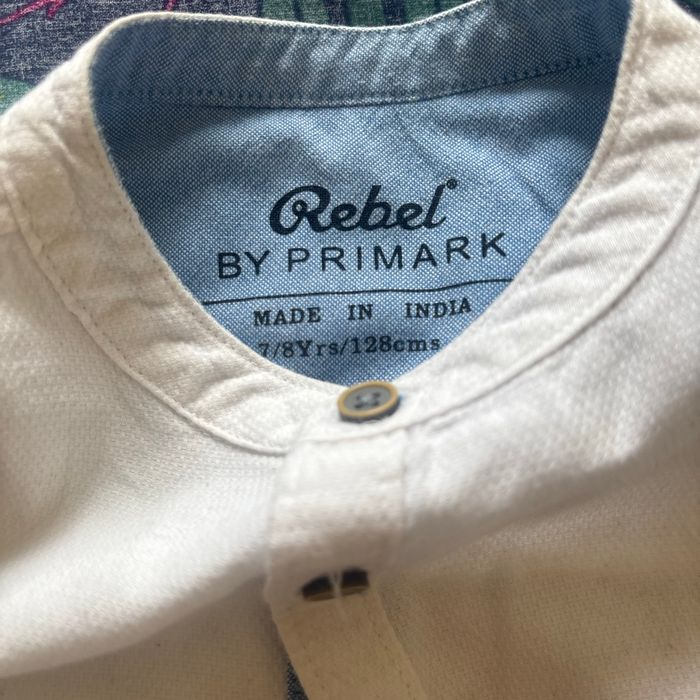 Rebel®
BY PRIMARK
MADE IN INDIA
7/8Yrs/128cms